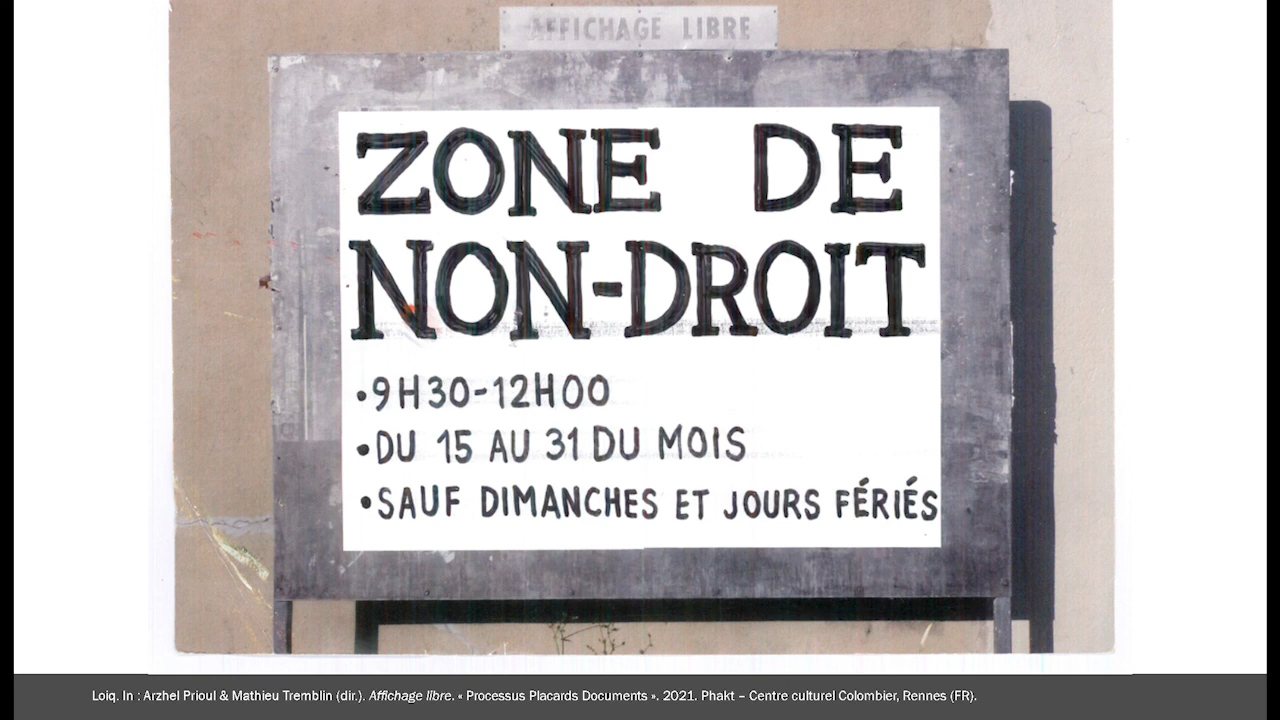 AFFICHAGE LIBRE
ZONE DE
NON-DROIT
•9H30-12H00
•DU 15 AU 31 DU MOIS
•SAUF DIMANCHES ET JOURS FÉRIÉS
Loiq. In : Arzhel Prioul & Mathieu Tremblin (dir.). Affichage libre. « Processus Placards Documents ». 2021. Phakt – Centre culturel Colombier, Rennes (FR).